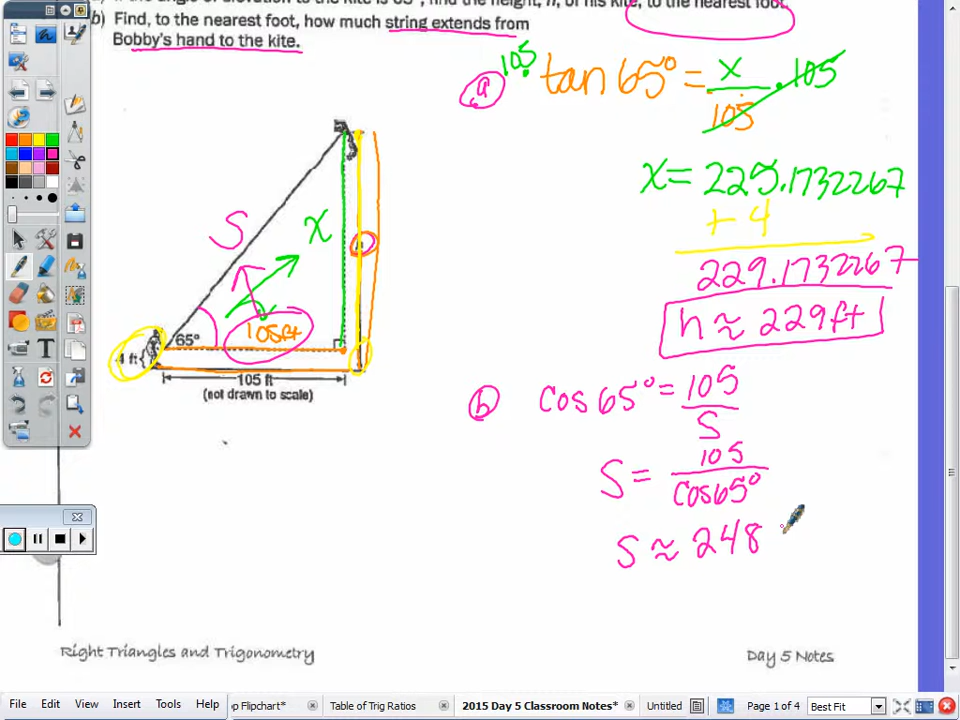 b) Find, to the nearest foot, how much string extends from
Bobby's hand to the kite.
ⓐ 105 · tan 65° = x/105 · 105
x = 225.1732267
+ 4
229.1732267
h ≈ 229ft
S
x
105ft
65°
4 ft
105 ft
(not drawn to scale)
ⓑ cos 65° = 105/S
S = 105/cos65°
S ≈ 248
Right Triangles and Trigonometry
Day 5 Notes
File Edit View Insert Tools Help
p Flipchart* Table of Trig Ratios 2015 Day 5 Classroom Notes* Untitled Page 1 of 4 Best Fit